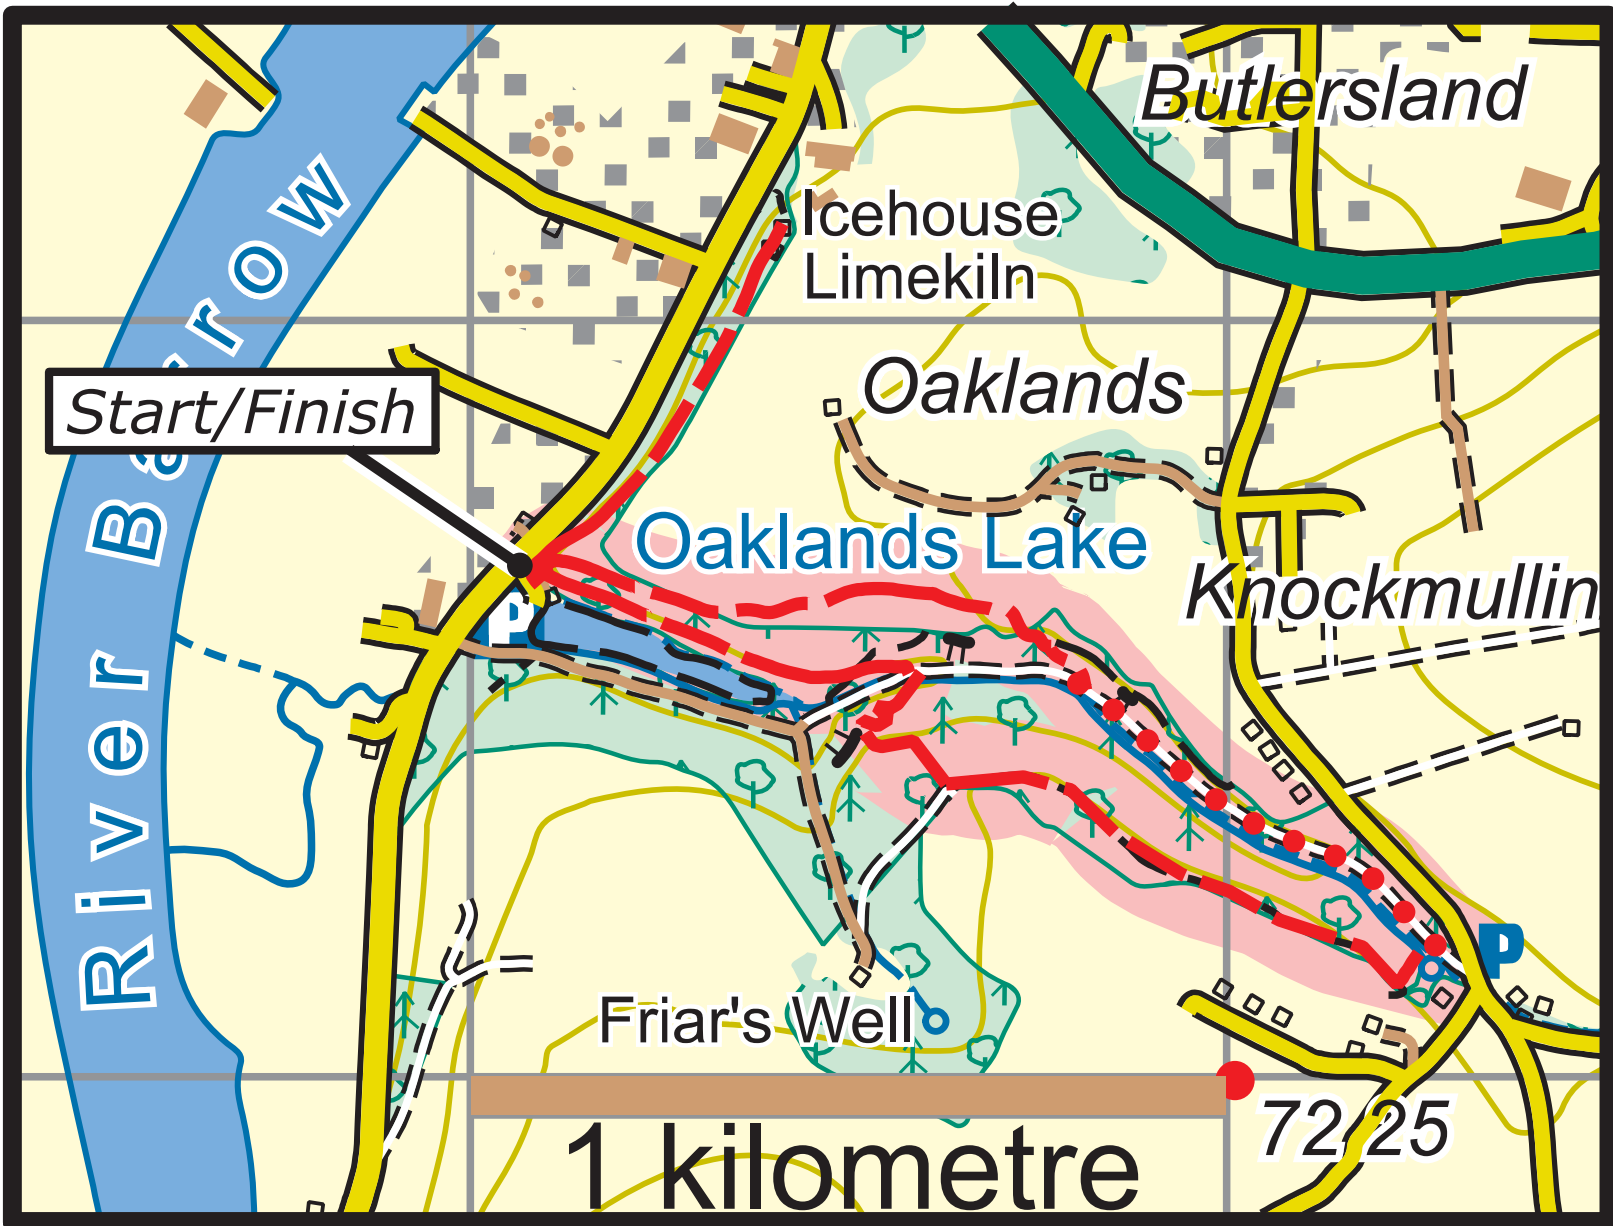 Butlersland
Icehouse
Limekiln
Oaklands
Start/Finish
River Barrow
Oaklands Lake
Knockmullin
P
P
Friar's Well
72 25
1 kilometre